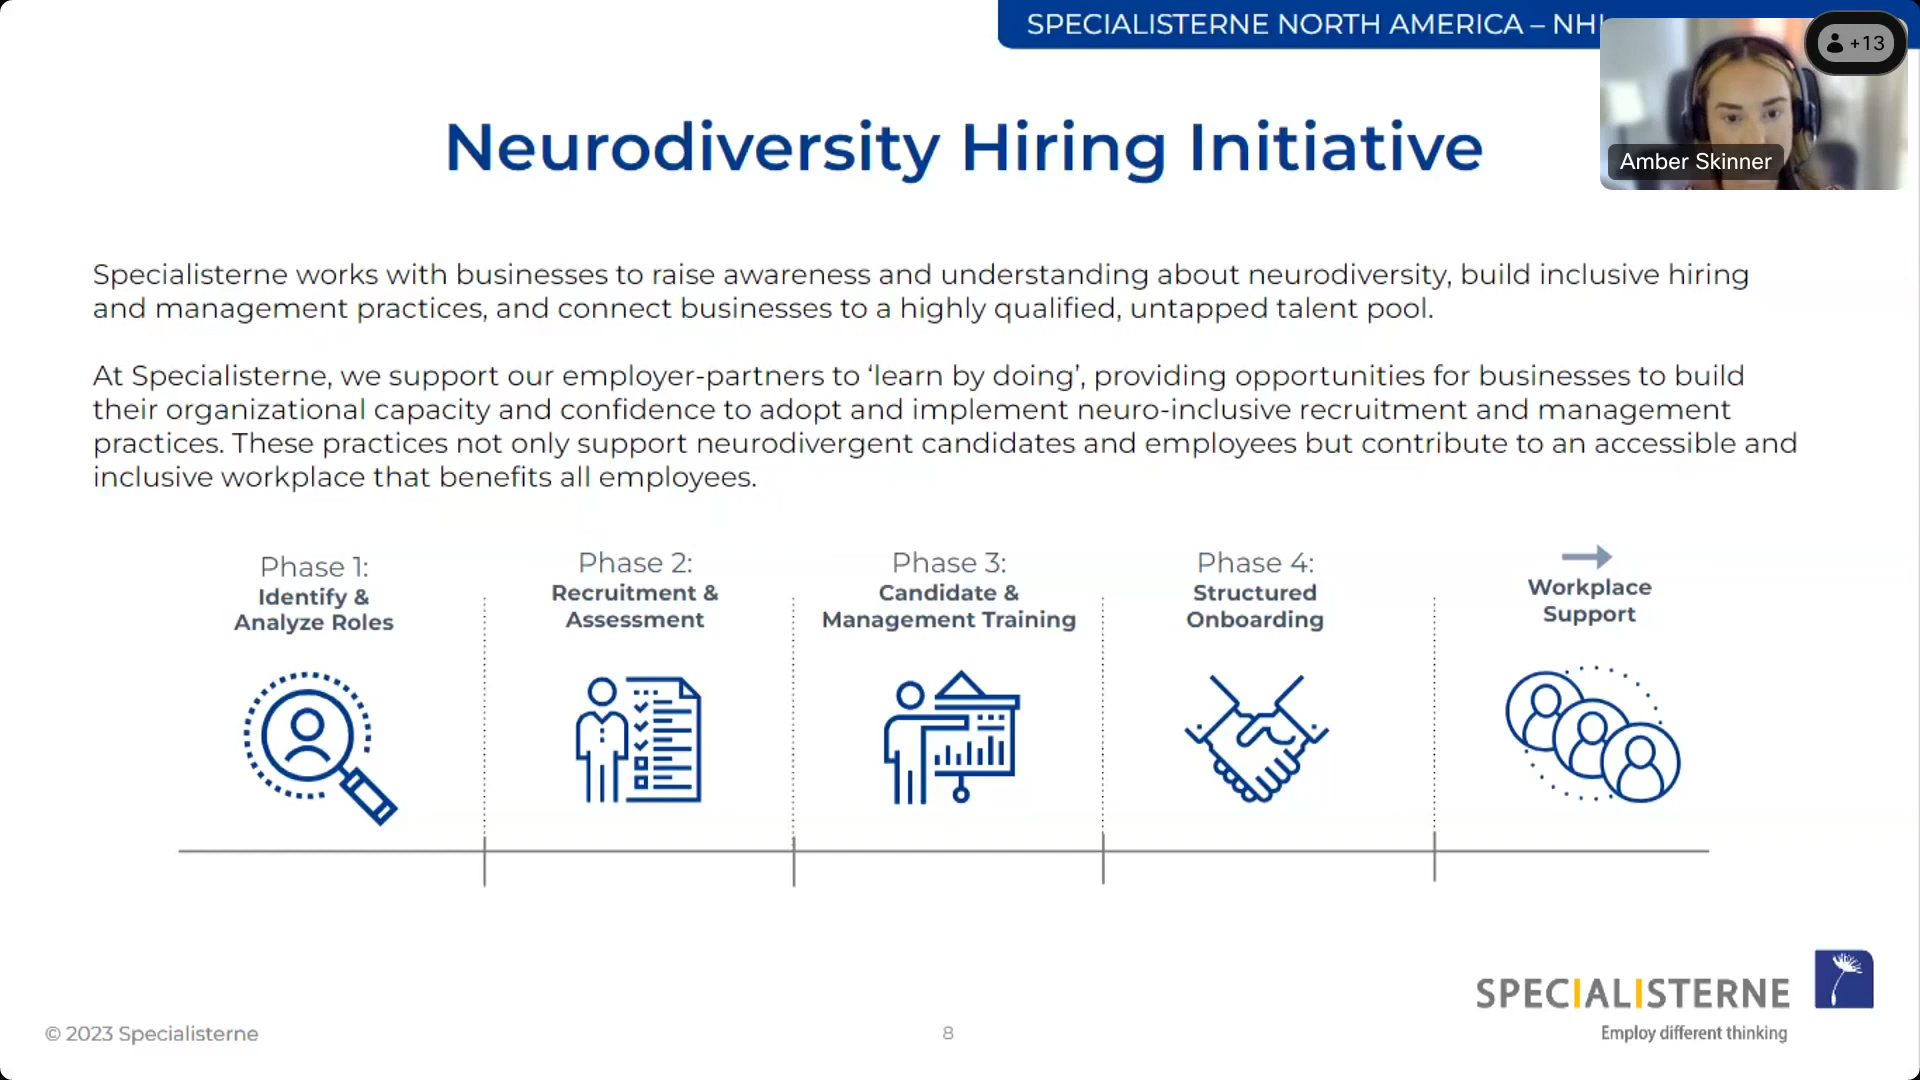 SPECIALISTERNE NORTH AMERICA – NHI
+13
Amber Skinner
Neurodiversity Hiring Initiative
Specialisterne works with businesses to raise awareness and understanding about neurodiversity, build inclusive hiring
and management practices, and connect businesses to a highly qualified, untapped talent pool.
At Specialisterne, we support our employer-partners to ‘learn by doing’, providing opportunities for businesses to build
their organizational capacity and confidence to adopt and implement neuro-inclusive recruitment and management
practices. These practices not only support neurodivergent candidates and employees but contribute to an accessible and
inclusive workplace that benefits all employees.
Phase 1:
Identify &
Analyze Roles
Phase 2:
Recruitment &
Assessment
Phase 3:
Candidate &
Management Training
Phase 4:
Structured
Onboarding
Workplace
Support
SPECIALISTERNE
Employ different thinking
© 2023 Specialisterne
8